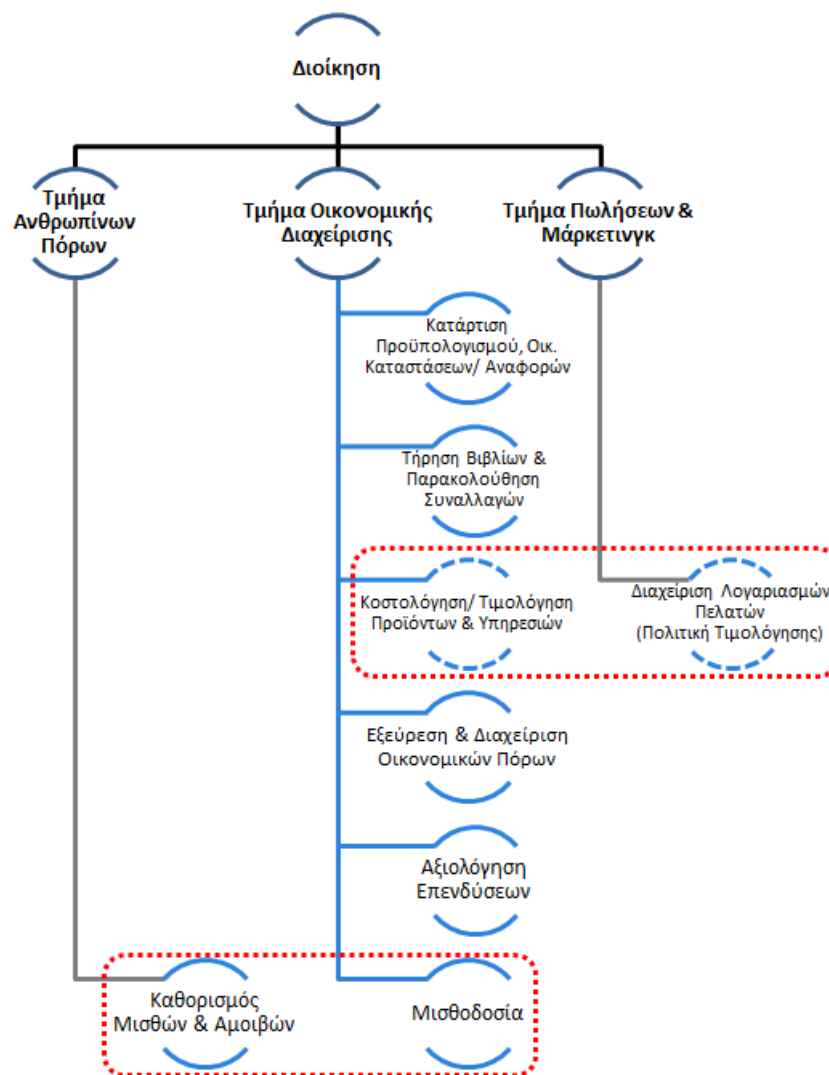 Διοίκηση
Τμήμα
Ανθρωπίνων
Πόρων
Τμήμα Οικονομικής
Διαχείρισης
Τμήμα Πωλήσεων &
Μάρκετινγκ
Κατάρτιση
Προϋπολογισμού, Οικ.
Καταστάσεων/ Αναφορών
Τήρηση Βιβλίων &
Παρακολούθηση
Συναλλαγών
Κοστολόγηση/ Τιμολόγηση
Προϊόντων & Υπηρεσιών
Διαχείριση Λογαριασμών
Πελατών
(Πολιτική Τιμολόγησης)
Εξεύρεση & Διαχείριση
Οικονομικών Πόρων
Αξιολόγηση
Επενδύσεων
Καθορισμός
Μισθών & Αμοιβών
Μισθοδοσία